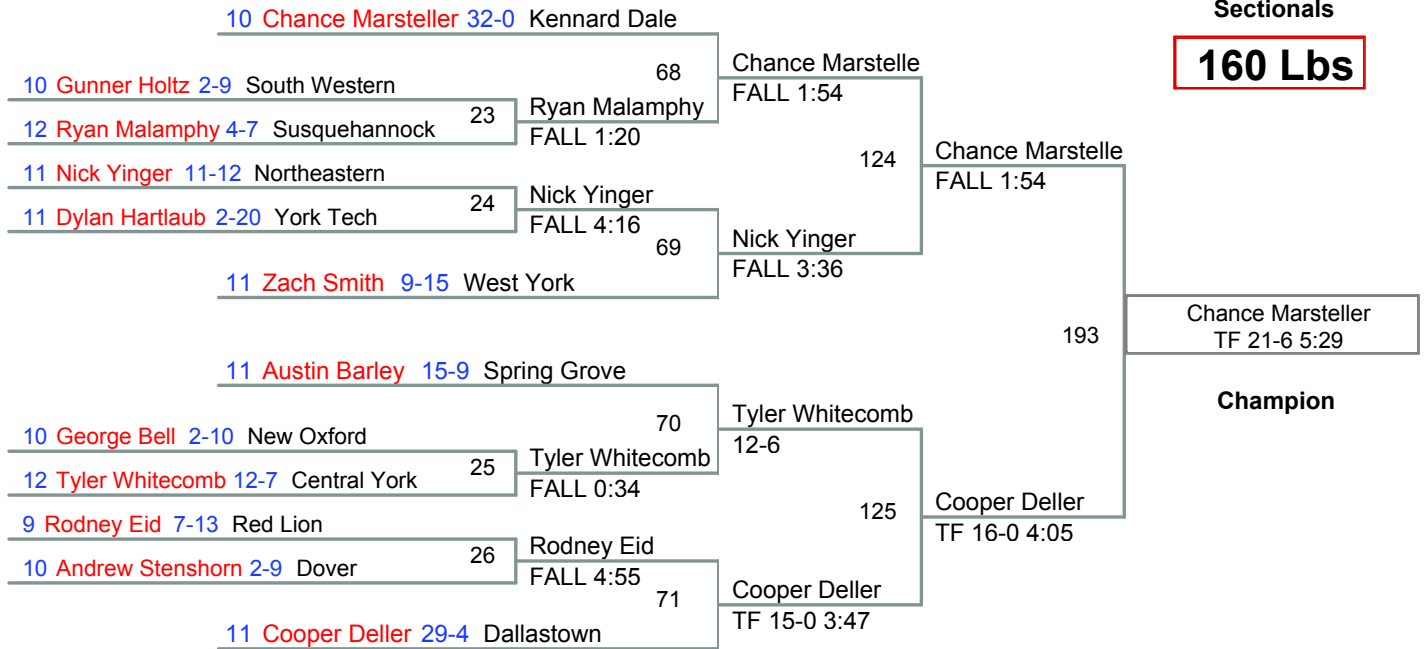 Sectionals
160 Lbs
10 Chance Marsteller 32-0 Kennard Dale
68
Chance Marstelle
FALL 1:54
10 Gunner Holtz 2-9 South Western
23
Ryan Malamphy
FALL 1:20
12 Ryan Malamphy 4-7 Susquehannock
124
Chance Marstelle
FALL 1:54
11 Nick Yinger 11-12 Northeastern
24
Nick Yinger
FALL 4:16
11 Dylan Hartlaub 2-20 York Tech
69
Nick Yinger
FALL 3:36
11 Zach Smith 9-15 West York
193
Chance Marsteller
TF 21-6 5:29
Champion
11 Austin Barley 15-9 Spring Grove
70
Tyler Whitecomb
12-6
10 George Bell 2-10 New Oxford
25
Tyler Whitecomb
FALL 0:34
12 Tyler Whitecomb 12-7 Central York
125
Cooper Deller
TF 16-0 4:05
9 Rodney Eid 7-13 Red Lion
26
Rodney Eid
FALL 4:55
10 Andrew Stenshorn 2-9 Dover
71
Cooper Deller
TF 15-0 3:47
11 Cooper Deller 29-4 Dallastown